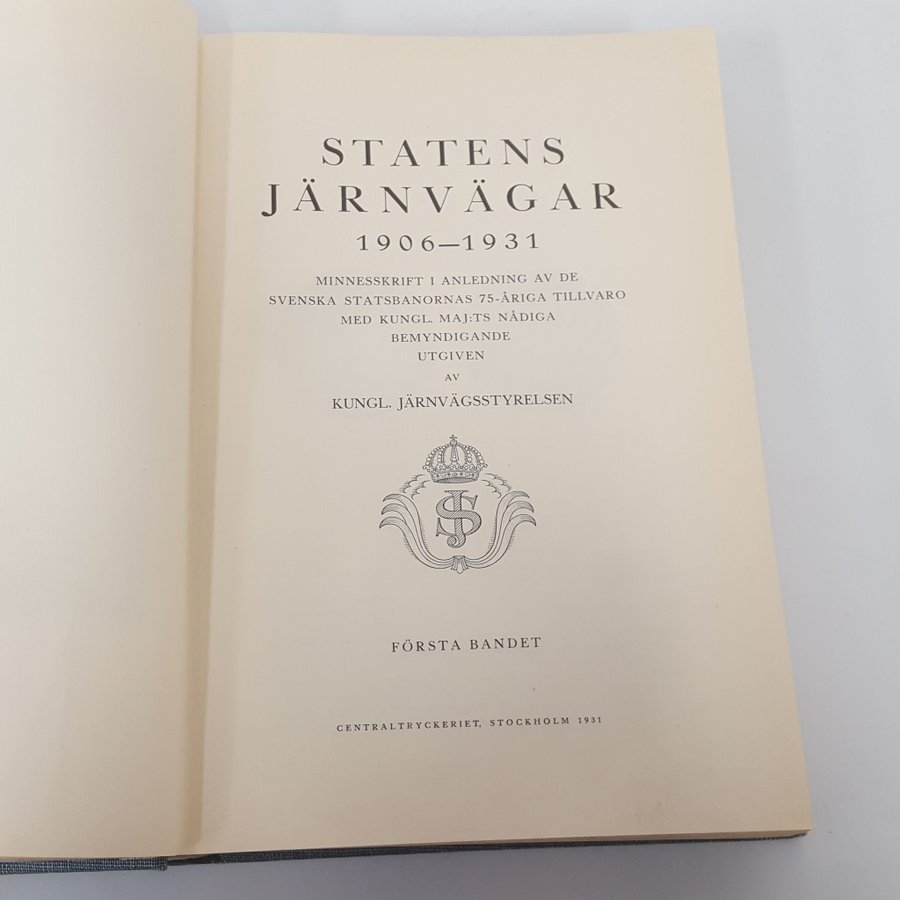 STATENS
JÄRNVÄGAR
1906—1931
MINNESSKRIFT I ANLEDNING AV DE
SVENSKA STATSBANORNAS 75-ÅRIGA TILLVARO
MED KUNGL. MAJ:TS NÅDIGA
BEMYNDIGANDE
UTGIVEN
AV
KUNGL. JÄRNVÄGSSTYRELSEN
SJ
FÖRSTA BANDET
CENTRALTRYCKERIET, STOCKHOLM 1931